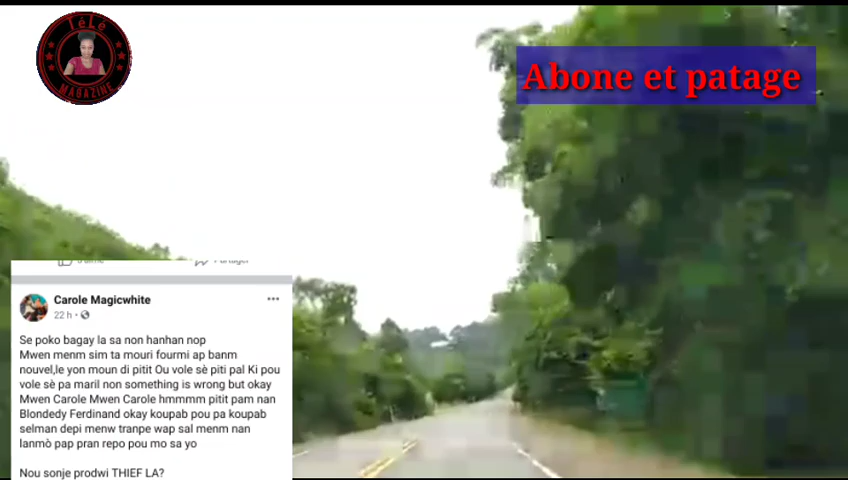 TéLé
MAGAZINE
Abone et patage
J'aime
Partager
Carole Magicwhite
22 h
Se poko bagay la sa non hanhan nop
Mwen menm sim ta mouri fourmi ap banm
nouvel,le yon moun di pitit Ou vole sè piti pal Ki pou
vole sè pa maril non something is wrong but okay
Mwen Carole Mwen Carole hmmmm pitit pam nan
Blondedy Ferdinand okay koupab pou pa koupab
selman depi menw tranpe wap sal menm nan
lanmò pap pran repo pou mo sa yo
Nou sonje prodwi THIEF LA?